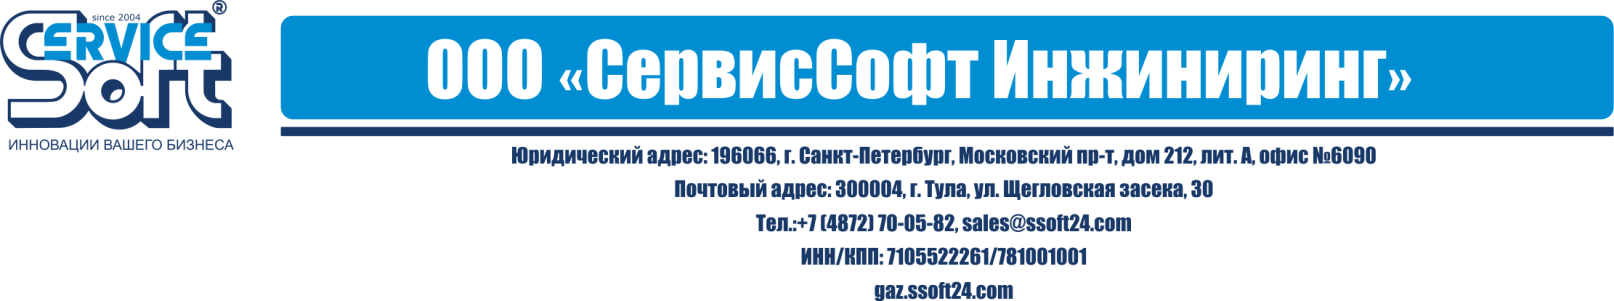 since 2004
®
SERVICE
Soft
ИННОВАЦИИ ВАШЕГО БИЗНЕСА
ООО «СервисСофт Инжиниринг»
Юридический адрес: 196066, г. Санкт-Петербург, Московский пр-т, дом 212, лит. А, офис №6090
Почтовый адрес: 300004, г. Тула, ул. Щегловская засека, 30
Тел.:+7 (4872) 70-05-82, sales@ssoft24.com
ИНН/КПП: 7105522261/781001001
gaz.ssoft24.com